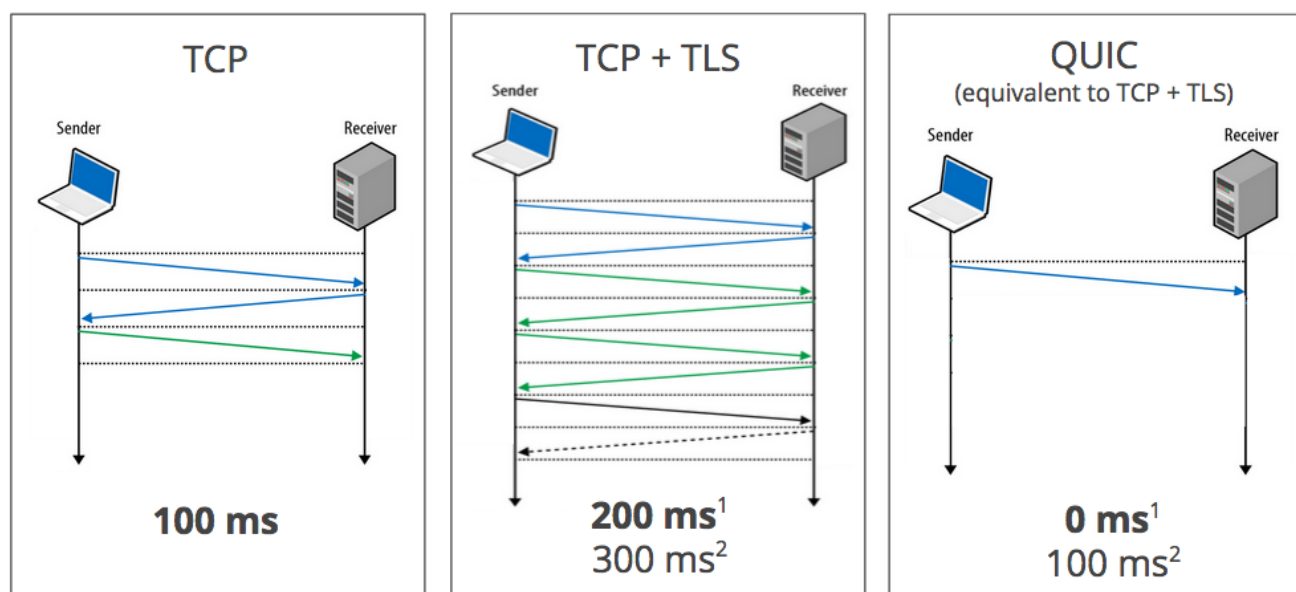 TCP
Sender
Receiver
100 ms
TCP + TLS
Sender
Receiver
200 ms¹
300 ms²
QUIC
(equivalent to TCP + TLS)
Sender
Receiver
0 ms¹
100 ms²